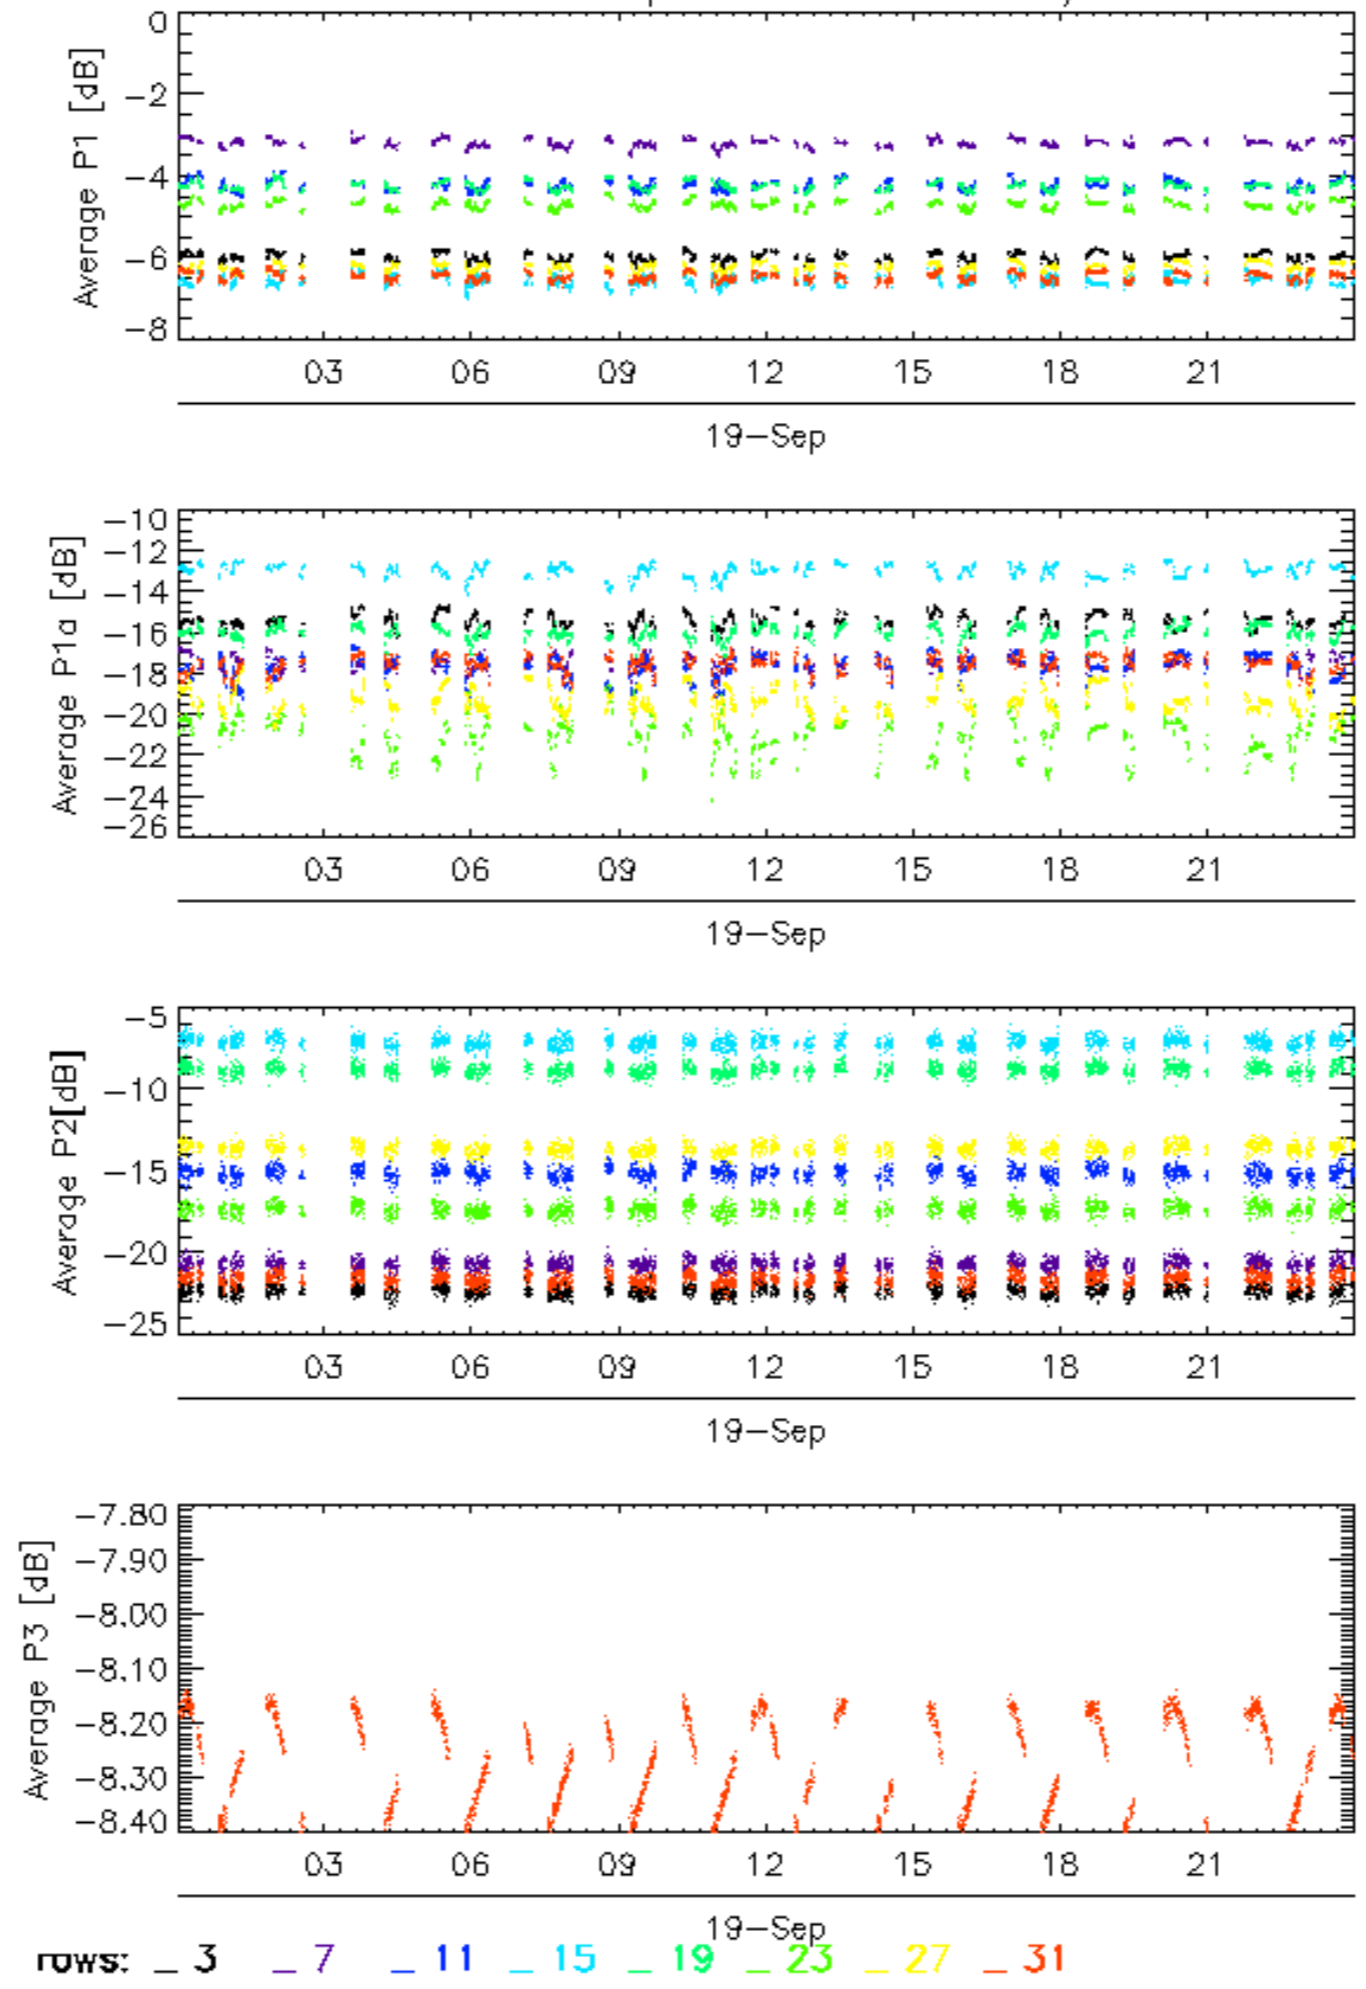 0
-2
-4
-6
-8
Average P1 [dB]
03 06 09 12 15 18 21
19-Sep
-10
-12
-14
-16
-18
-20
-22
-24
-26
Average P1a [dB]
03 06 09 12 15 18 21
19-Sep
-5
-10
-15
-20
-25
Average P2[dB]
03 06 09 12 15 18 21
19-Sep
-7.80
-7.90
-8.00
-8.10
-8.20
-8.30
-8.40
Average P3 [dB]
03 06 09 12 15 18 21
19-Sep
rows: _ 3 _ 7 _ 11 _ 15 _ 19 _ 23 _ 27 _ 31